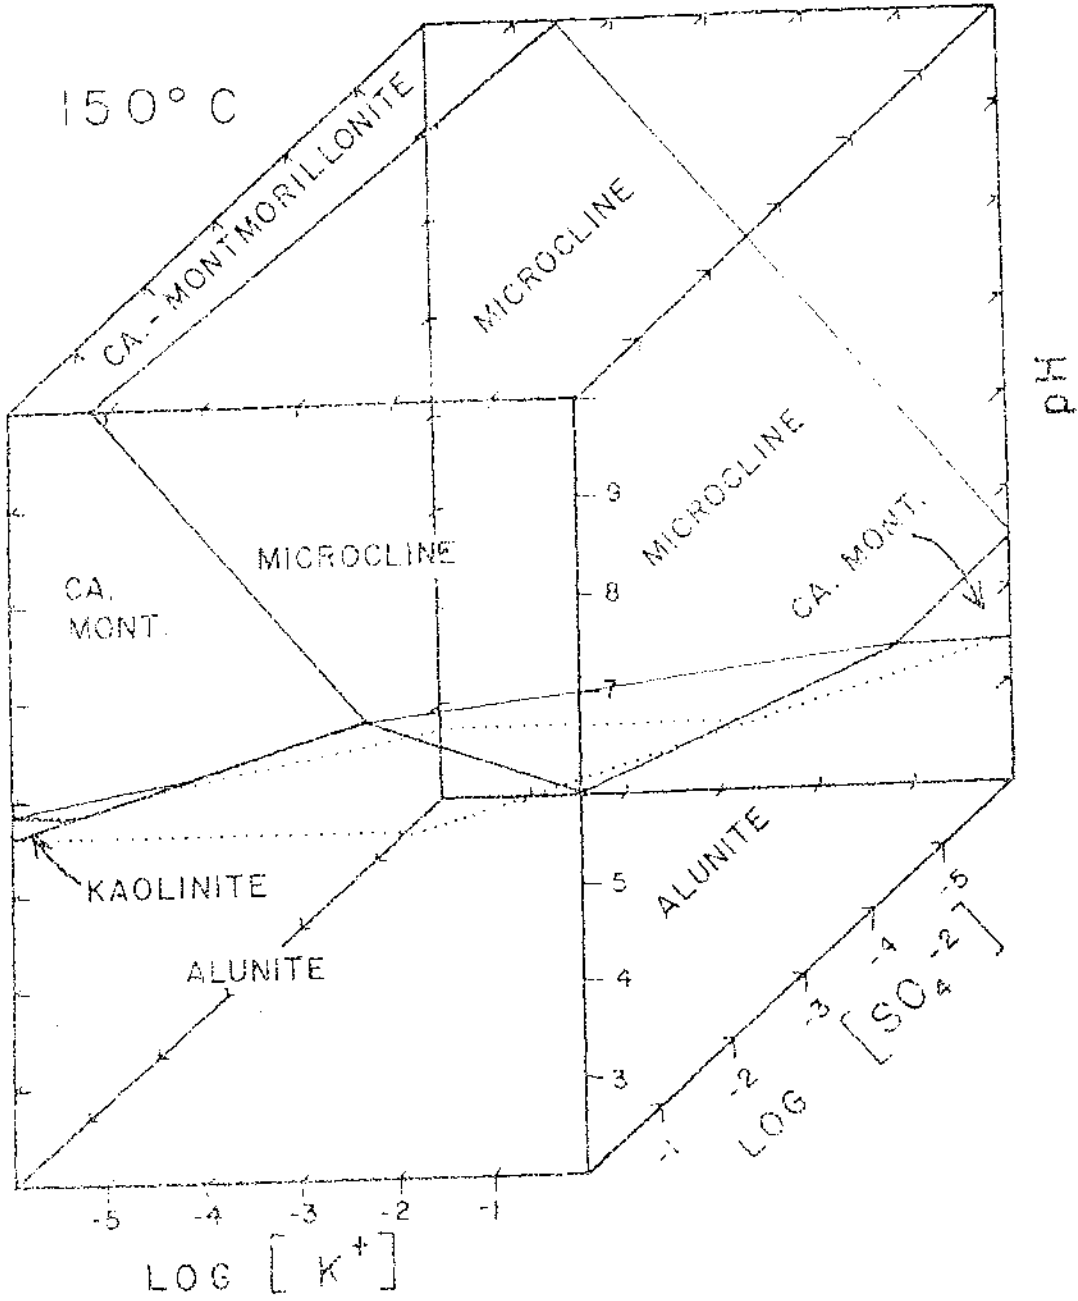 150° C
CA.-MONTMORILLONITE
MICROCLINE
pH
MICROCLINE
MICROCLINE
CA. MONT.
CA.
MONT.
9
8
7
KAOLINITE
ALUNITE
ALUNITE
5
4
3
-5
-4
-3
-2
-1
LOG [SO4-2]
-5 -4 -3 -2 -1
LOG [K+]